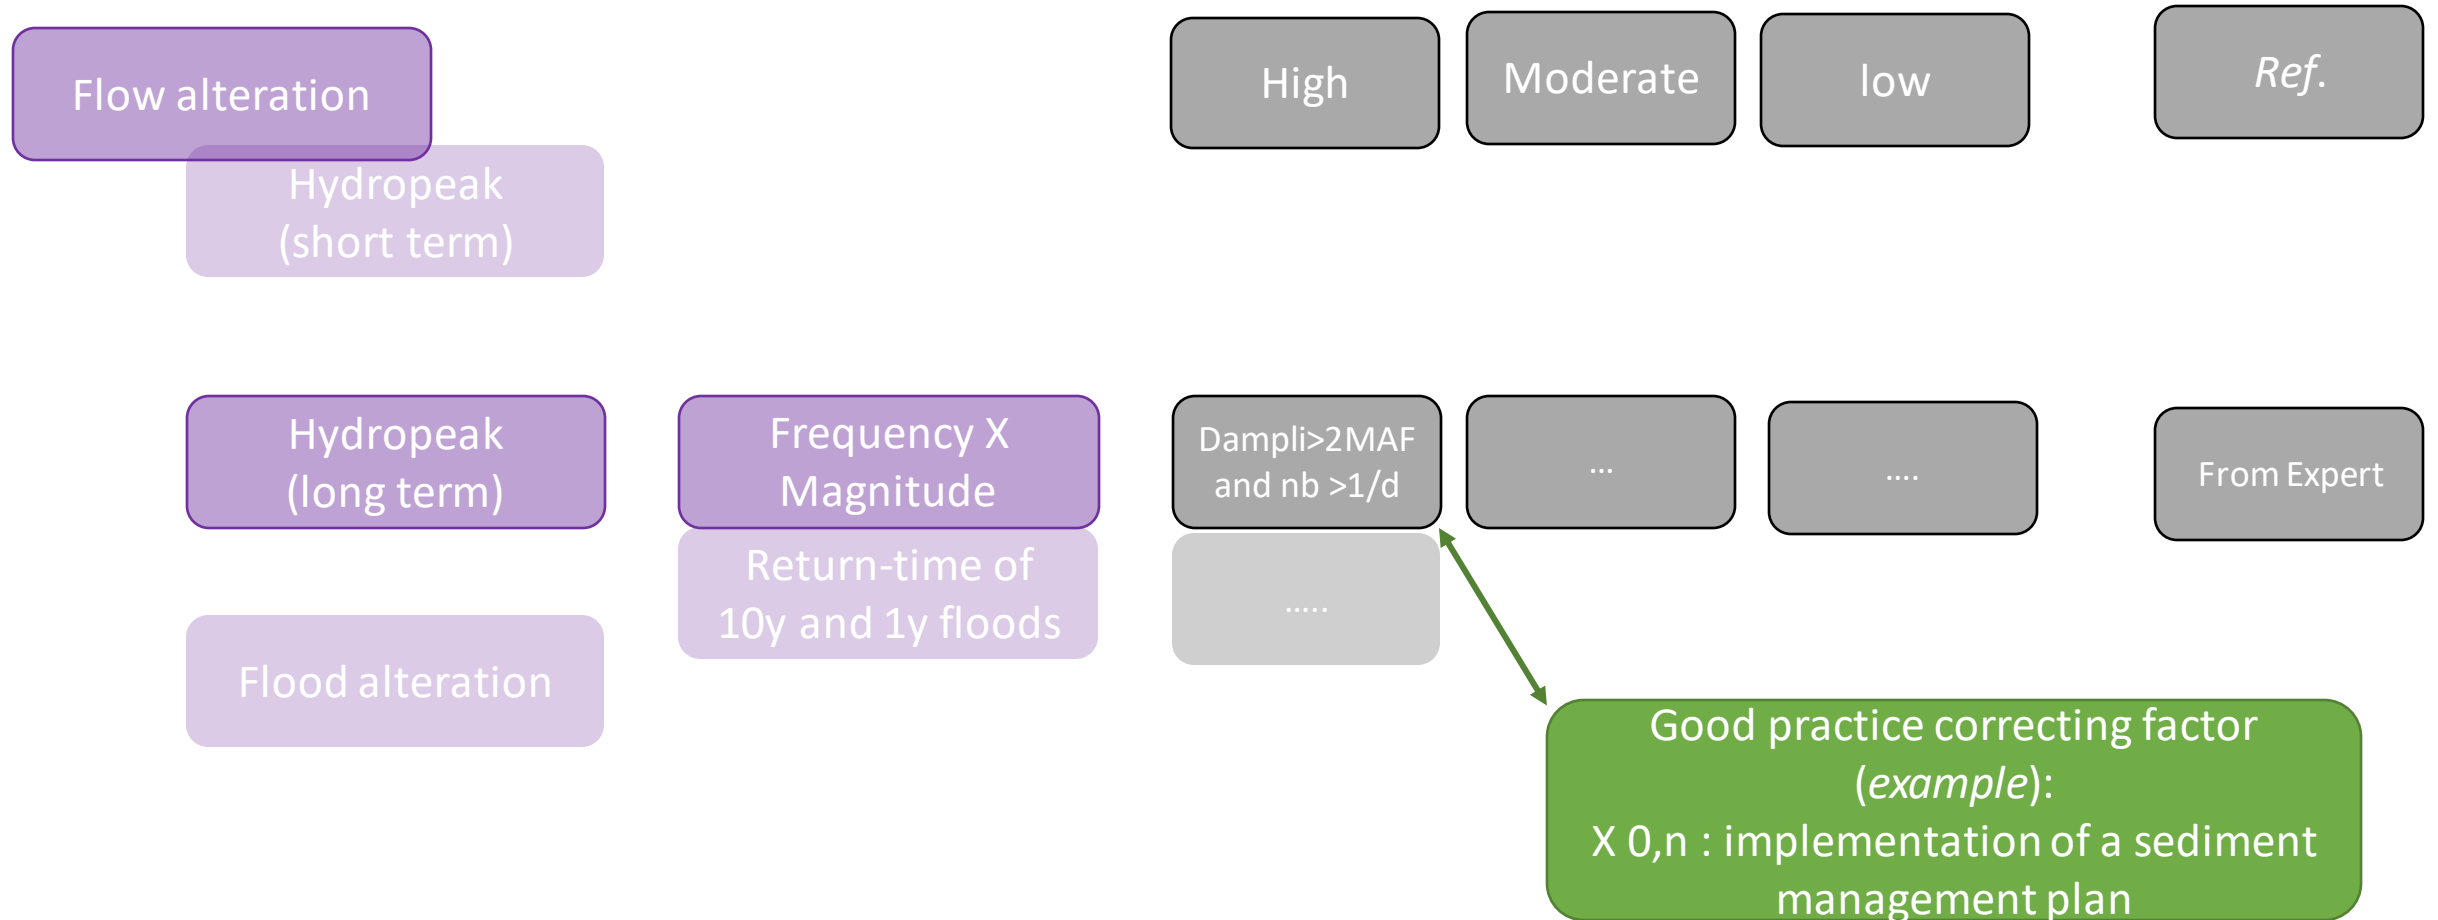 Flow alteration
High
Moderate
low
Ref.
Hydropeak
(short term)
Hydropeak
(long term)
Frequency X
Magnitude
Dampli>2MAF
and nb >1/d
...
....
From Expert
Return-time of
10y and 1y floods
.....
Flood alteration
Good practice correcting factor
(example):
X 0,n : implementation of a sediment
management plan